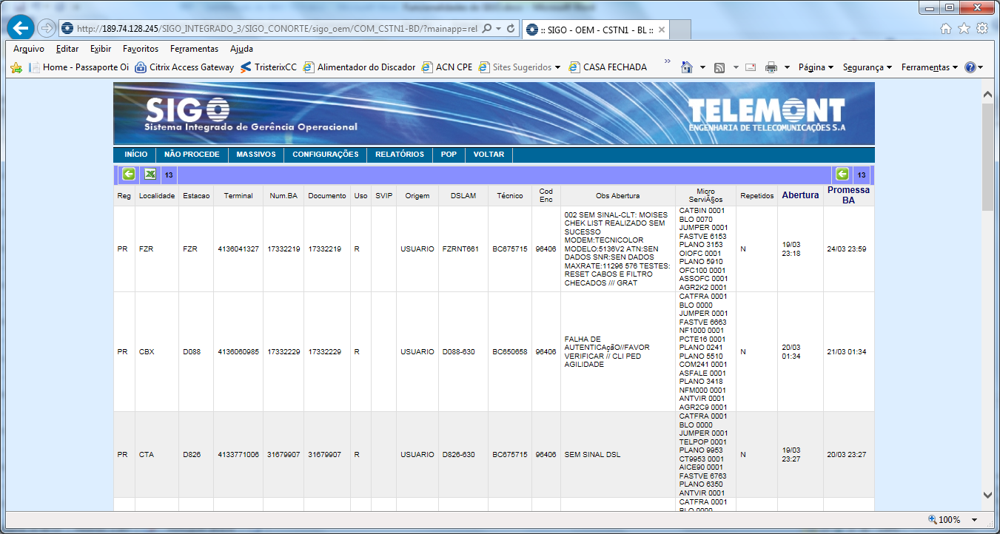 http://189.74.128.245/SIGO_INTEGRADO_3/SIGO_CONORTE/sigo_oem/COM_CSTN1-BD/?mainapp=rel
:: SIGO - OEM - CSTN1 - BL ::
Arquivo Editar Exibir Favoritos Ferramentas Ajuda
Home - Passaporte Oi Citrix Access Gateway TristerixCC Alimentador do Discador ACN CPE Sites Sugeridos CASA FECHADA » Página Segurança Ferramentas
SIGO
Sistema Integrado de Gerência Operacional
TELEMONT
ENGENHARIA DE TELECOMUNICAÇÕES S.A
INÍCIO NÃO PROCEDE MASSIVOS CONFIGURAÇÕES RELATÓRIOS POP VOLTAR
13 13
Reg Localidade Estacao Terminal Num.BA Documento Uso SVIP Origem DSLAM Técnico Cod Enc Obs Abertura Micro ServiÃ§os Repetidos Abertura Promessa BA
PR FZR FZR 4136041327 17332219 17332219 R USUARIO FZRNT661 BC675715 96406
002 SEM SINAL-CLT: MOISES
CHEK LIST REALIZADO SEM
SUCESSO
MODEM:TECNICOLOR
MODELO:5136V2 ATN:SEN
DADOS SNR:SEN DADOS
MAXRATE:11296 576 TESTES:
RESET CABOS E FILTRO
CHECADOS /// GRAT
CATBIN 0001
BLO 0070
JUMPER 0001
FASTVE 6153
PLANO 3153
OIOFC 0001
PLANO 5910
OFC100 0001
ASSOFC 0001
AGR2K2 0001
N
19/03
23:18
24/03 23:59
PR CBX D088 4136060985 17332229 17332229 R USUARIO D088-630 BC650658 96406
FALHA DE
AUTENTICAçãO//FAVOR
VERIFICAR // CLI PED
AGILIDADE
CATFRA 0001
BLO 0000
JUMPER 0001
FASTVE 6663
NF1000 0001
PCTE16 0001
PLANO 0241
PLANO 5510
COM241 0001
ASFALE 0001
PLANO 3418
NFM000 0001
ANTVIR 0001
AGR2C9 0001
N
20/03
01:34
21/03 01:34
PR CTA D826 4133771006 31679907 31679907 R USUARIO D826-630 BC675715 96406
SEM SINAL DSL
CATFRA 0001
BLO 0000
JUMPER 0001
TELPOP 0001
PLANO 9953
CT9953 0001
AICE90 0001
FASTVE 6763
PLANO 6350
ANTVIR 0001
N
19/03
23:27
20/03 23:27
CATFRA 0001
BLO 0000
100%